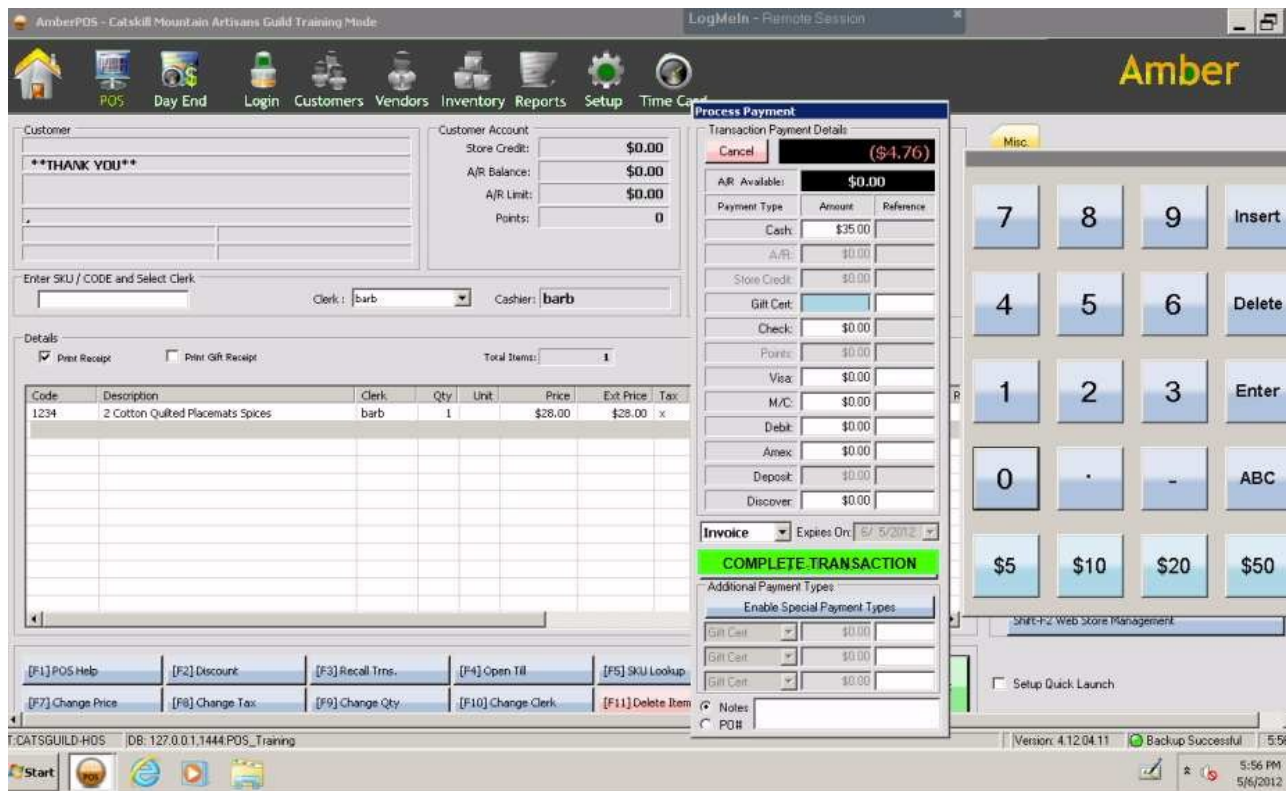 AmberPOS - Catskill Mountain Artisans Guild Training Mode
LogMeIn - Remote Session
POS Day End Login Customers Vendors Inventory Reports Setup Time Card
Amber
Process Payment
Customer
**THANK YOU**
,
Customer Account
Store Credit: $0.00
A/R Balance: $0.00
A/R Limit: $0.00
Points: 0
Transaction Payment Details
Cancel ($4.76)
A/R Available: $0.00
Payment Type Amount Reference
Cash: $35.00
A/R: $0.00
Store Credit: $0.00
Gift Cert:
Check: $0.00
Points: $0.00
Visa: $0.00
M/C: $0.00
Debit: $0.00
Amex: $0.00
Deposit: $0.00
Discover: $0.00
Invoice Expires On: 6/ 5/2012
COMPLETE TRANSACTION
Additional Payment Types
Enable Special Payment Types
Gift Cert $0.00
Gift Cert $0.00
Gift Cert $0.00
Notes
PO#
Misc.
7 8 9 Insert
4 5 6 Delete
1 2 3 Enter
0 . - ABC
$5 $10 $20 $50
Shift-F2 Web Store Management
Setup Quick Launch
Enter SKU / CODE and Select Clerk
Clerk : barb Cashier: barb
Details
Print Receipt Print Gift Receipt Total Items: 1
Code Description Clerk Qty Unit Price Ext Price Tax R
1234 2 Cotton Quilted Placemats Spices barb 1 $28.00 $28.00 x
[F1] POS Help [F2] Discount [F3] Recall Trns. [F4] Open Till [F5] SKU Lookup
[F7] Change Price [F8] Change Tax [F9] Change Qty [F10] Change Clerk [F11] Delete Item
T:CATSGUILD-HOS DB: 127.0.0.1,1444:POS_Training Version: 4.12.04.11 Backup Successful 5:56
Start POS 5:56 PM
5/6/2012